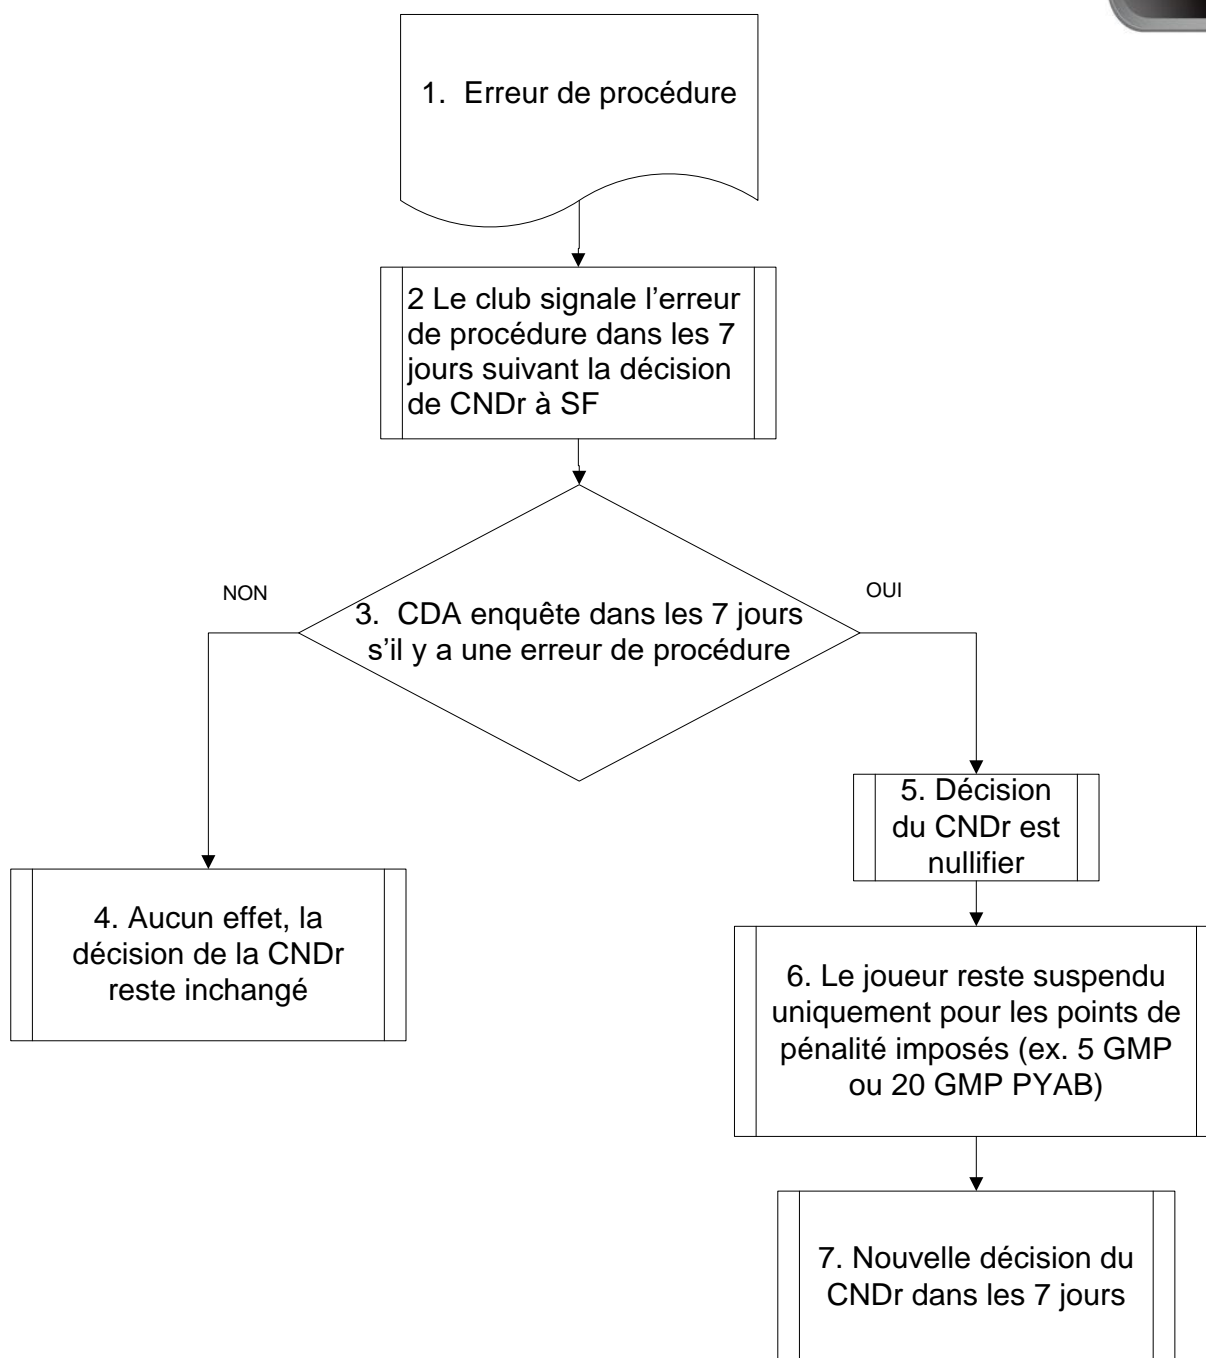 1. Erreur de procédure
2 Le club signale l’erreur
de procédure dans les 7
jours suivant la décision
de CNDr à SF
NON
OUI
3. CDA enquête dans les 7 jours
s’il y a une erreur de procédure
4. Aucun effet, la
décision de la CNDr
reste inchangé
5. Décision
du CNDr est
nullifier
6. Le joueur reste suspendu
uniquement pour les points de
pénalité imposés (ex. 5 GMP
ou 20 GMP PYAB)
7. Nouvelle décision du
CNDr dans les 7 jours